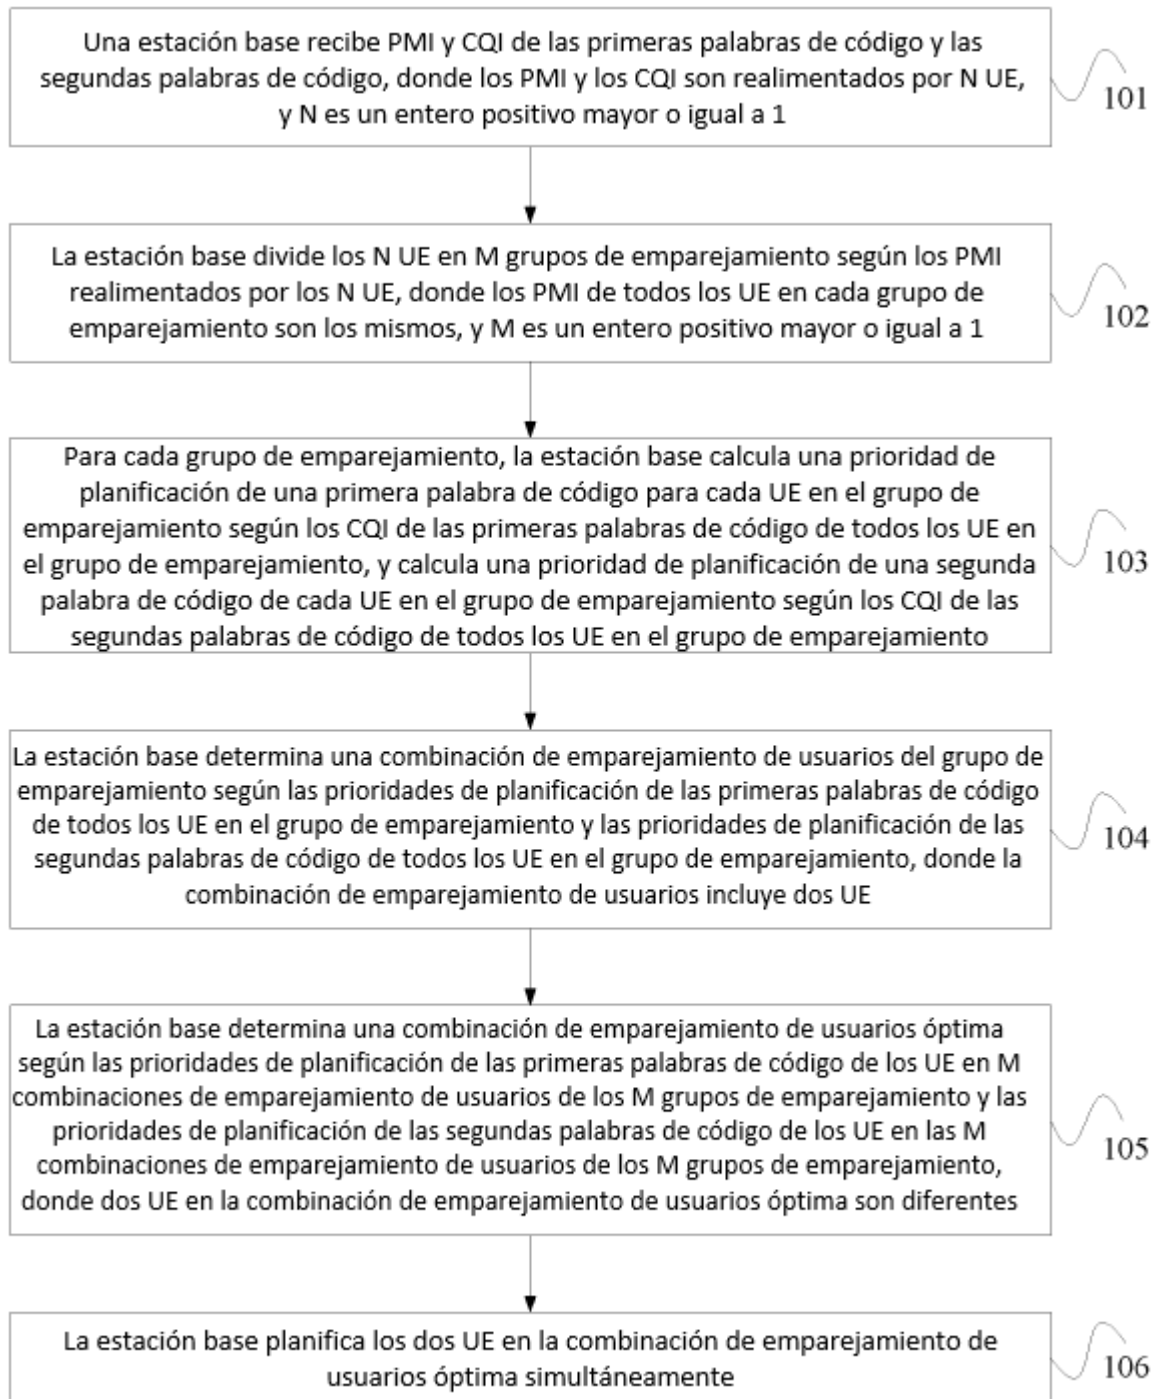 Una estación base recibe PMI y CQI de las primeras palabras de código y las
segundas palabras de código, donde los PMI y los CQI son realimentados por N UE,
y N es un entero positivo mayor o igual a 1
101
La estación base divide los N UE en M grupos de emparejamiento según los PMI
realimentados por los N UE, donde los PMI de todos los UE en cada grupo de
emparejamiento son los mismos, y M es un entero positivo mayor o igual a 1
102
Para cada grupo de emparejamiento, la estación base calcula una prioridad de
planificación de una primera palabra de código para cada UE en el grupo de
emparejamiento según los CQI de las primeras palabras de código de todos los UE en
el grupo de emparejamiento, y calcula una prioridad de planificación de una segunda
palabra de código de cada UE en el grupo de emparejamiento según los CQI de las
segundas palabras de código de todos los UE en el grupo de emparejamiento
103
La estación base determina una combinación de emparejamiento de usuarios del grupo de
emparejamiento según las prioridades de planificación de las primeras palabras de código
de todos los UE en el grupo de emparejamiento y las prioridades de planificación de las
segundas palabras de código de todos los UE en el grupo de emparejamiento, donde la
combinación de emparejamiento de usuarios incluye dos UE
104
La estación base determina una combinación de emparejamiento de usuarios óptima
según las prioridades de planificación de las primeras palabras de código de los UE en M
combinaciones de emparejamiento de usuarios de los M grupos de emparejamiento y las
prioridades de planificación de las segundas palabras de código de los UE en las M
combinaciones de emparejamiento de usuarios de los M grupos de emparejamiento,
donde dos UE en la combinación de emparejamiento de usuarios óptima son diferentes
105
La estación base planifica los dos UE en la combinación de emparejamiento de
usuarios óptima simultáneamente
106